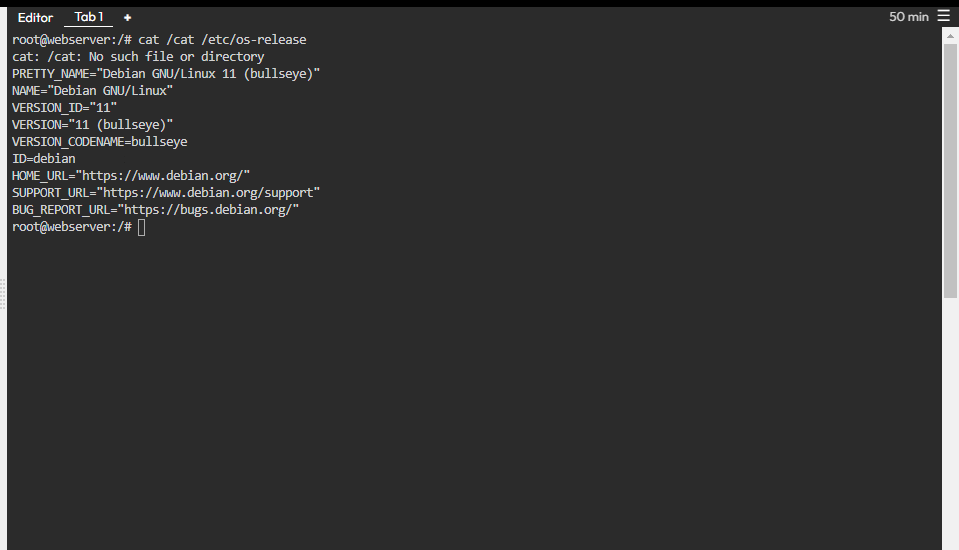 Editor Tab 1 + 50 min ☰
root@webserver:/# cat /cat /etc/os-release
cat: /cat: No such file or directory
PRETTY_NAME="Debian GNU/Linux 11 (bullseye)"
NAME="Debian GNU/Linux"
VERSION_ID="11"
VERSION="11 (bullseye)"
VERSION_CODENAME=bullseye
ID=debian
HOME_URL="https://www.debian.org/"
SUPPORT_URL="https://www.debian.org/support"
BUG_REPORT_URL="https://bugs.debian.org/"
root@webserver:/#